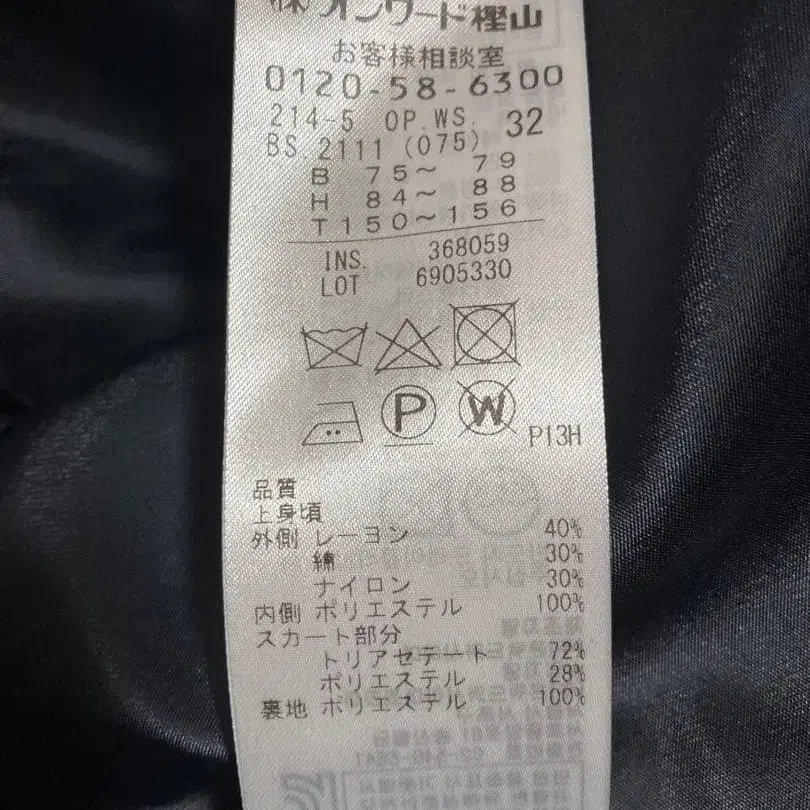 ㈱オンワード樫山
お客様相談室
0120-58-6300
214-5 OP.WS. 32
BS.2111 (075)
B 75～ 79
H 84～ 88
T 150～156
INS. 368059
LOT 6905330
P W P13H
品質
上身頃
外側 レーヨン 40%
綿 30%
ナイロン 30%
内側 ポリエステル 100%
スカート部分
トリアセテート 72%
ポリエステル 28%
裏地 ポリエステル 100%